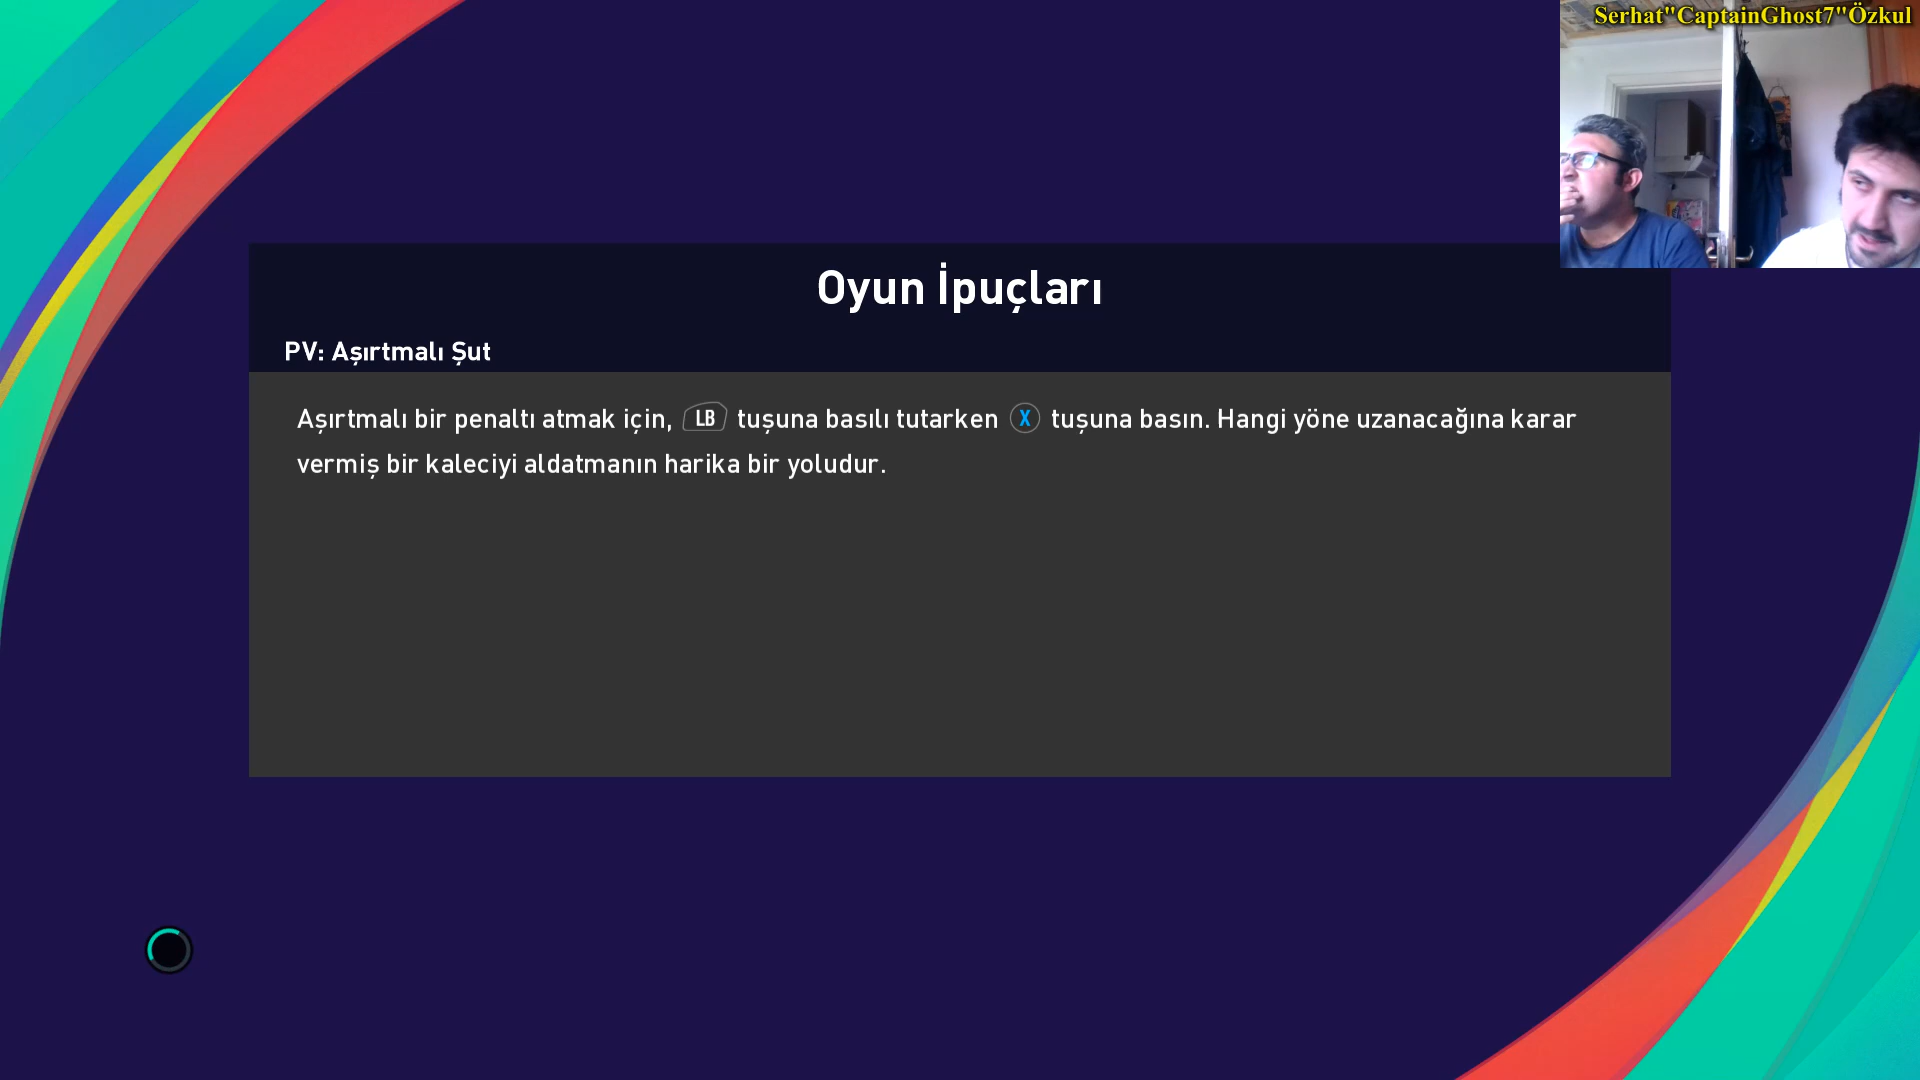 Serhat"CaptainGhost7"Özkul
Oyun İpuçları
PV: Aşırtmalı Şut
Aşırtmalı bir penaltı atmak için, LB tuşuna basılı tutarken X tuşuna basın. Hangi yöne uzanacağına karar
vermiş bir kaleciyi aldatmanın harika bir yoludur.